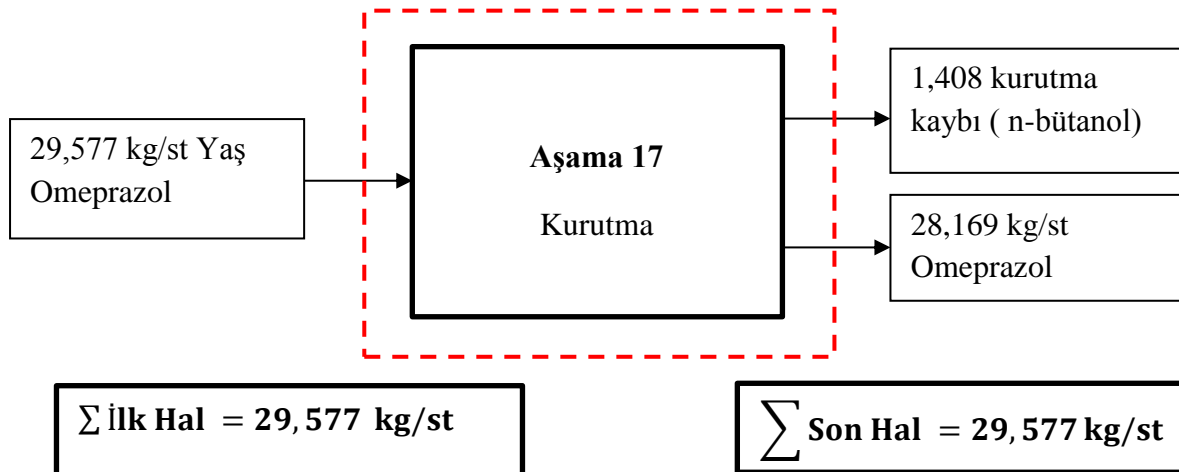 29,577 kg/st Yaş
Omeprazol
Aşama 17
Kurutma
1,408 kurutma
kaybı ( n-bütanol)
28,169 kg/st
Omeprazol
∑ İlk Hal = 29, 577 kg/st
∑ Son Hal = 29, 577 kg/st